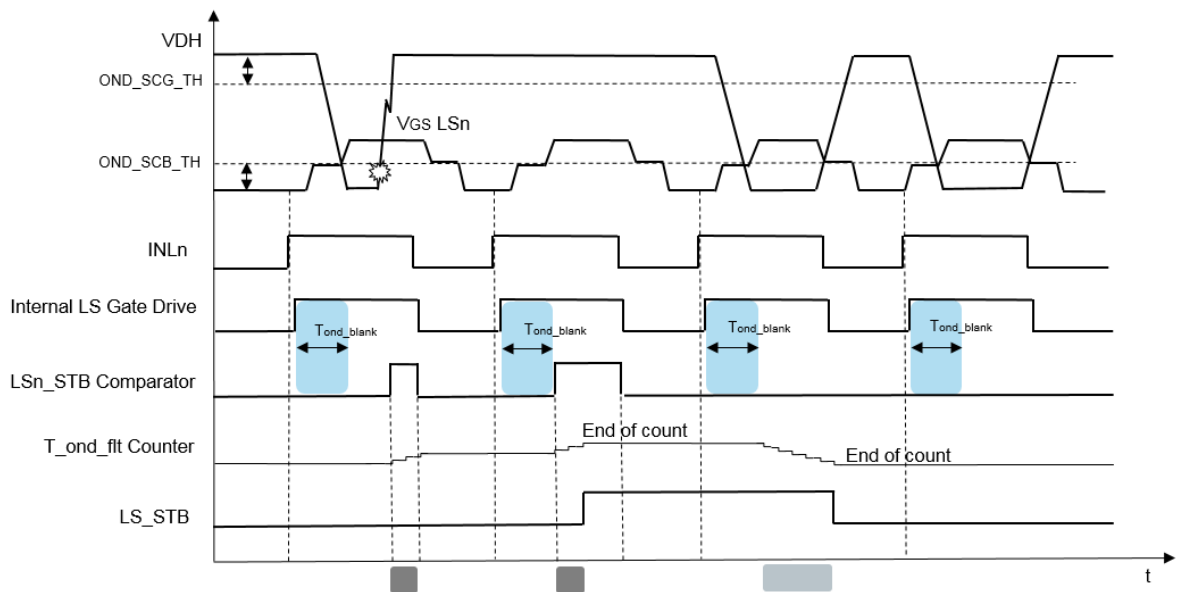 VDH
OND_SCG_TH
VGS LSn
OND_SCB_TH
INLn
Internal LS Gate Drive
Tond_blank
Tond_blank
Tond_blank
Tond_blank
LSn_STB Comparator
T_ond_flt Counter
End of count
End of count
LS_STB
t